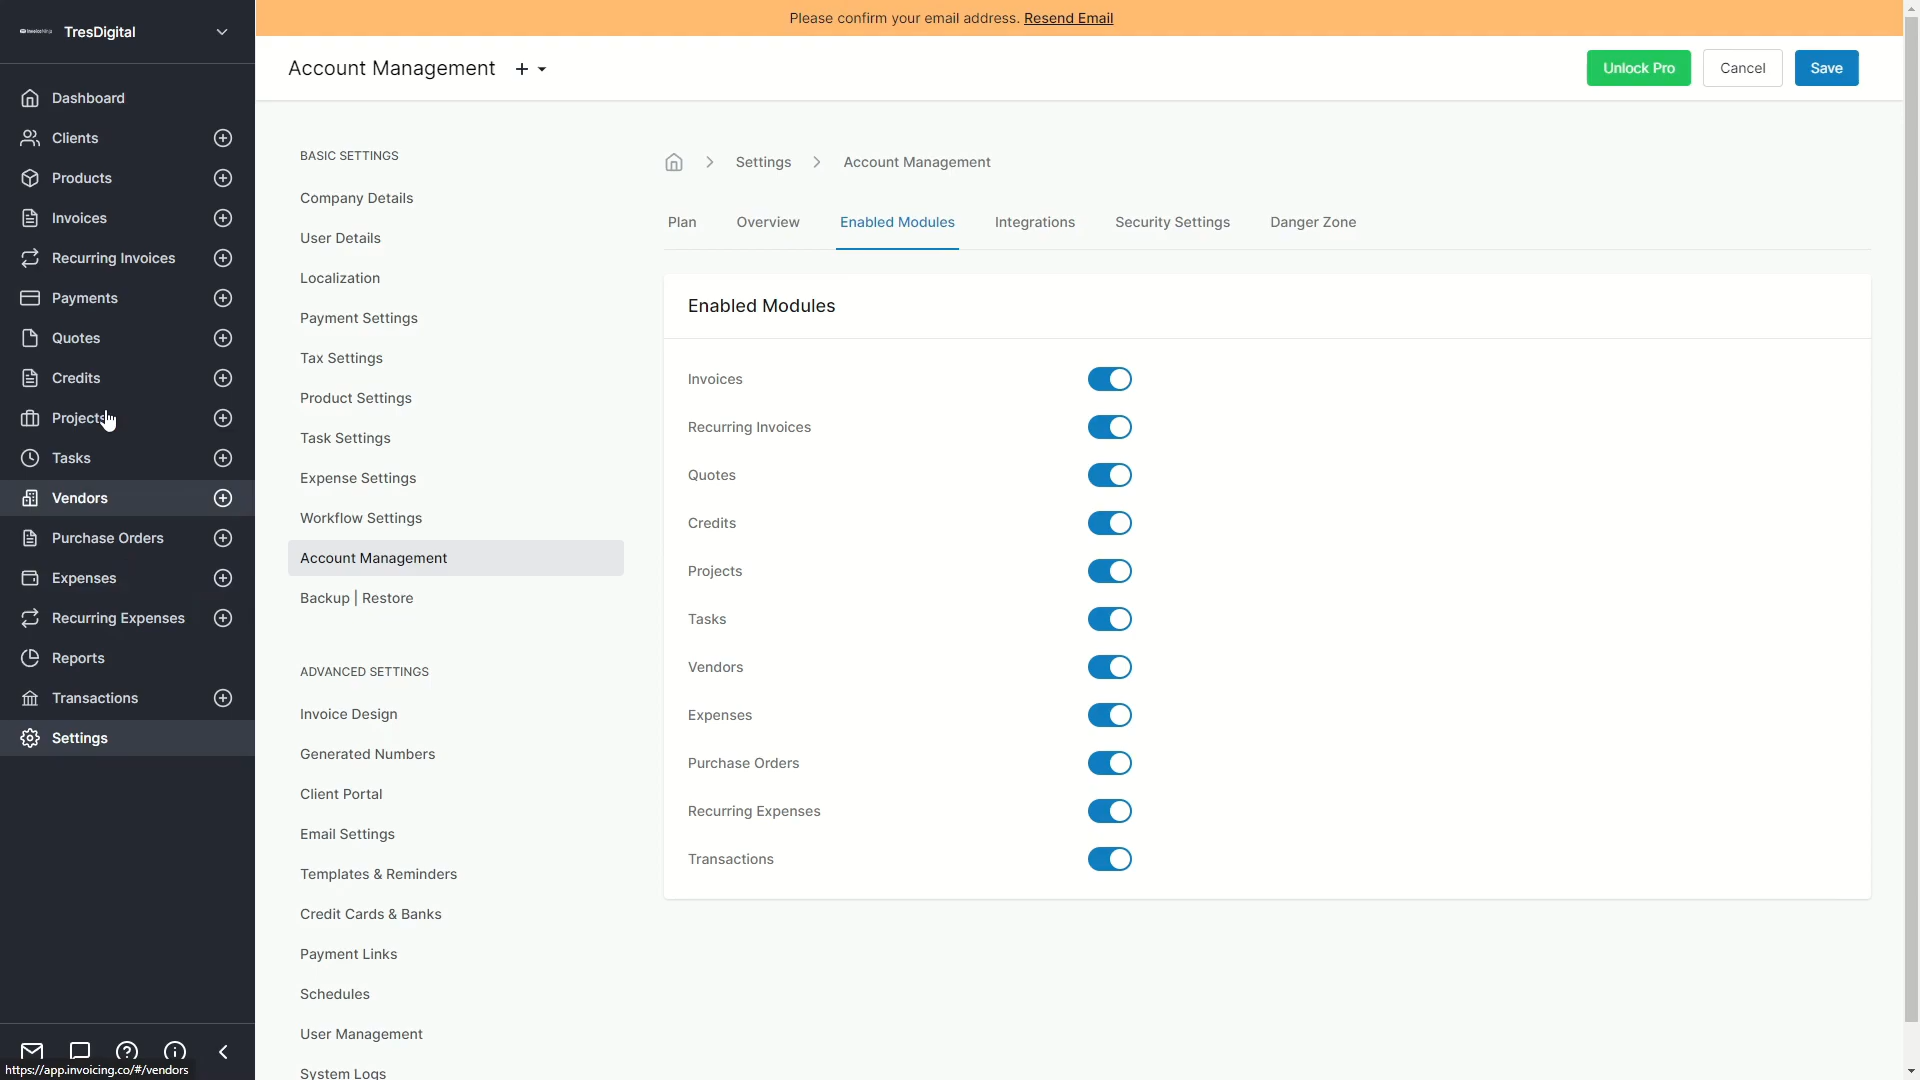 Please confirm your email address. Resend Email
InvoiceNinja
TresDigital
Account Management
Unlock Pro
Cancel
Save
Dashboard
Clients
Products
Invoices
Recurring Invoices
Payments
Quotes
Credits
Projects
Tasks
Vendors
Purchase Orders
Expenses
Recurring Expenses
Reports
Transactions
Settings
https://app.invoicing.co/#/vendors
BASIC SETTINGS
Company Details
User Details
Localization
Payment Settings
Tax Settings
Product Settings
Task Settings
Expense Settings
Workflow Settings
Account Management
Backup | Restore
ADVANCED SETTINGS
Invoice Design
Generated Numbers
Client Portal
Email Settings
Templates & Reminders
Credit Cards & Banks
Payment Links
Schedules
User Management
System Logs
Settings
Account Management
Plan
Overview
Enabled Modules
Integrations
Security Settings
Danger Zone
Enabled Modules
Invoices
Recurring Invoices
Quotes
Credits
Projects
Tasks
Vendors
Expenses
Purchase Orders
Recurring Expenses
Transactions